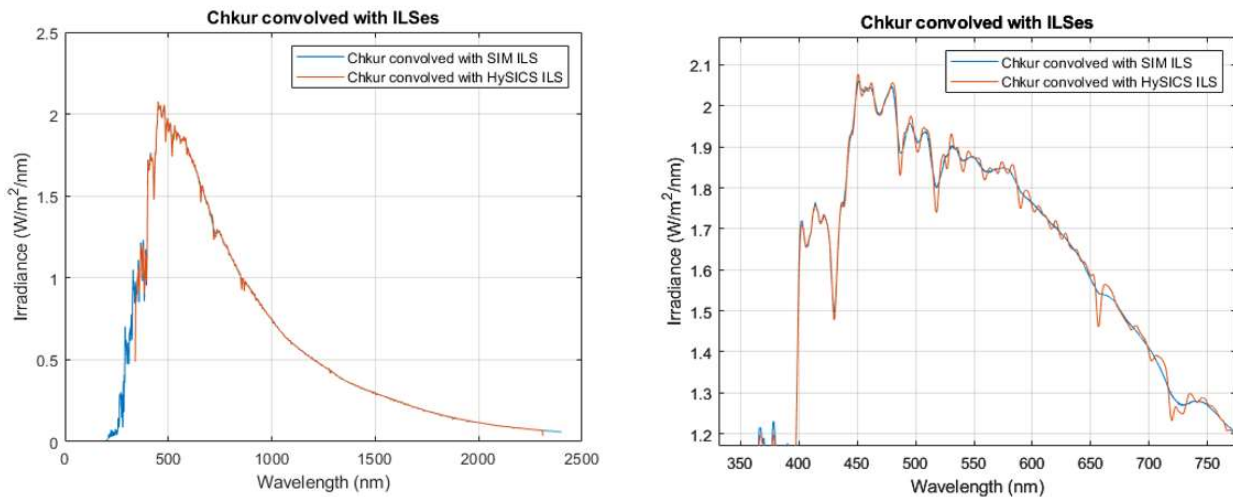 Chkur convolved with ILSes
2.5
2
1.5
1
0.5
0
Irradiance (W/m²/nm)
Chkur convolved with SIM ILS
Chkur convolved with HySICS ILS
0 500 1000 1500 2000 2500
Wavelength (nm)
Chkur convolved with ILSes
2.1
2
1.9
1.8
1.7
1.6
1.5
1.4
1.3
1.2
Irradiance (W/m²/nm)
Chkur convolved with SIM ILS
Chkur convolved with HySICS ILS
350 400 450 500 550 600 650 700 750
Wavelength (nm)